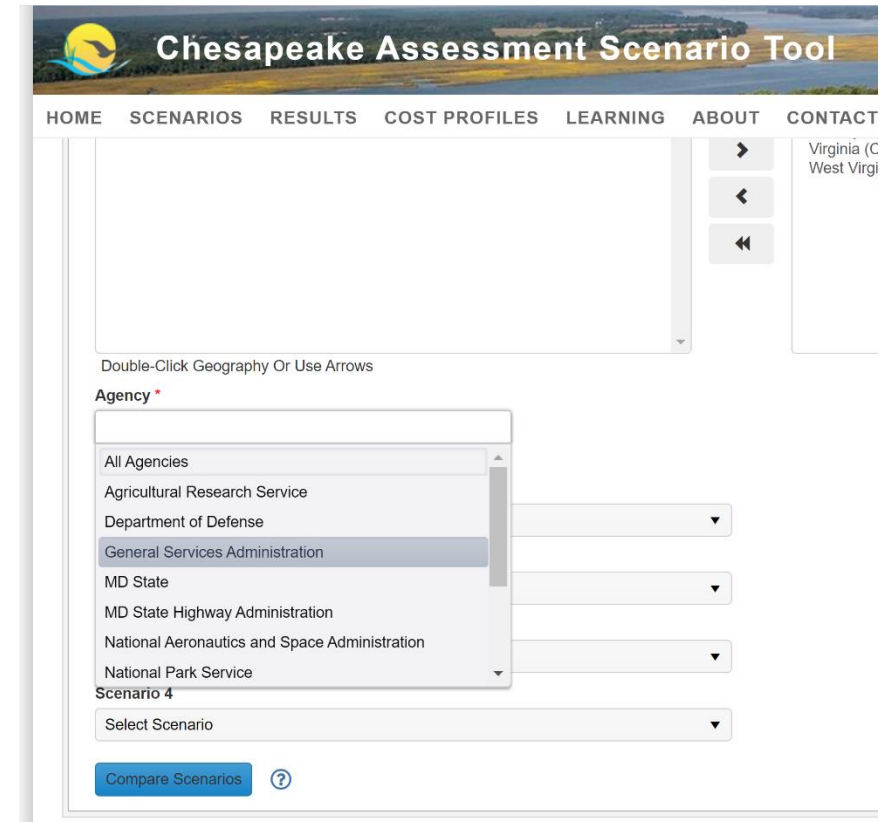 Chesapeake Assessment Scenario Tool
HOME SCENARIOS RESULTS COST PROFILES LEARNING ABOUT CONTACT
Virginia (C
West Virgi
Double-Click Geography Or Use Arrows
Agency *
All Agencies
Agricultural Research Service
Department of Defense
General Services Administration
MD State
MD State Highway Administration
National Aeronautics and Space Administration
National Park Service
Scenario 4
Select Scenario
Compare Scenarios ?